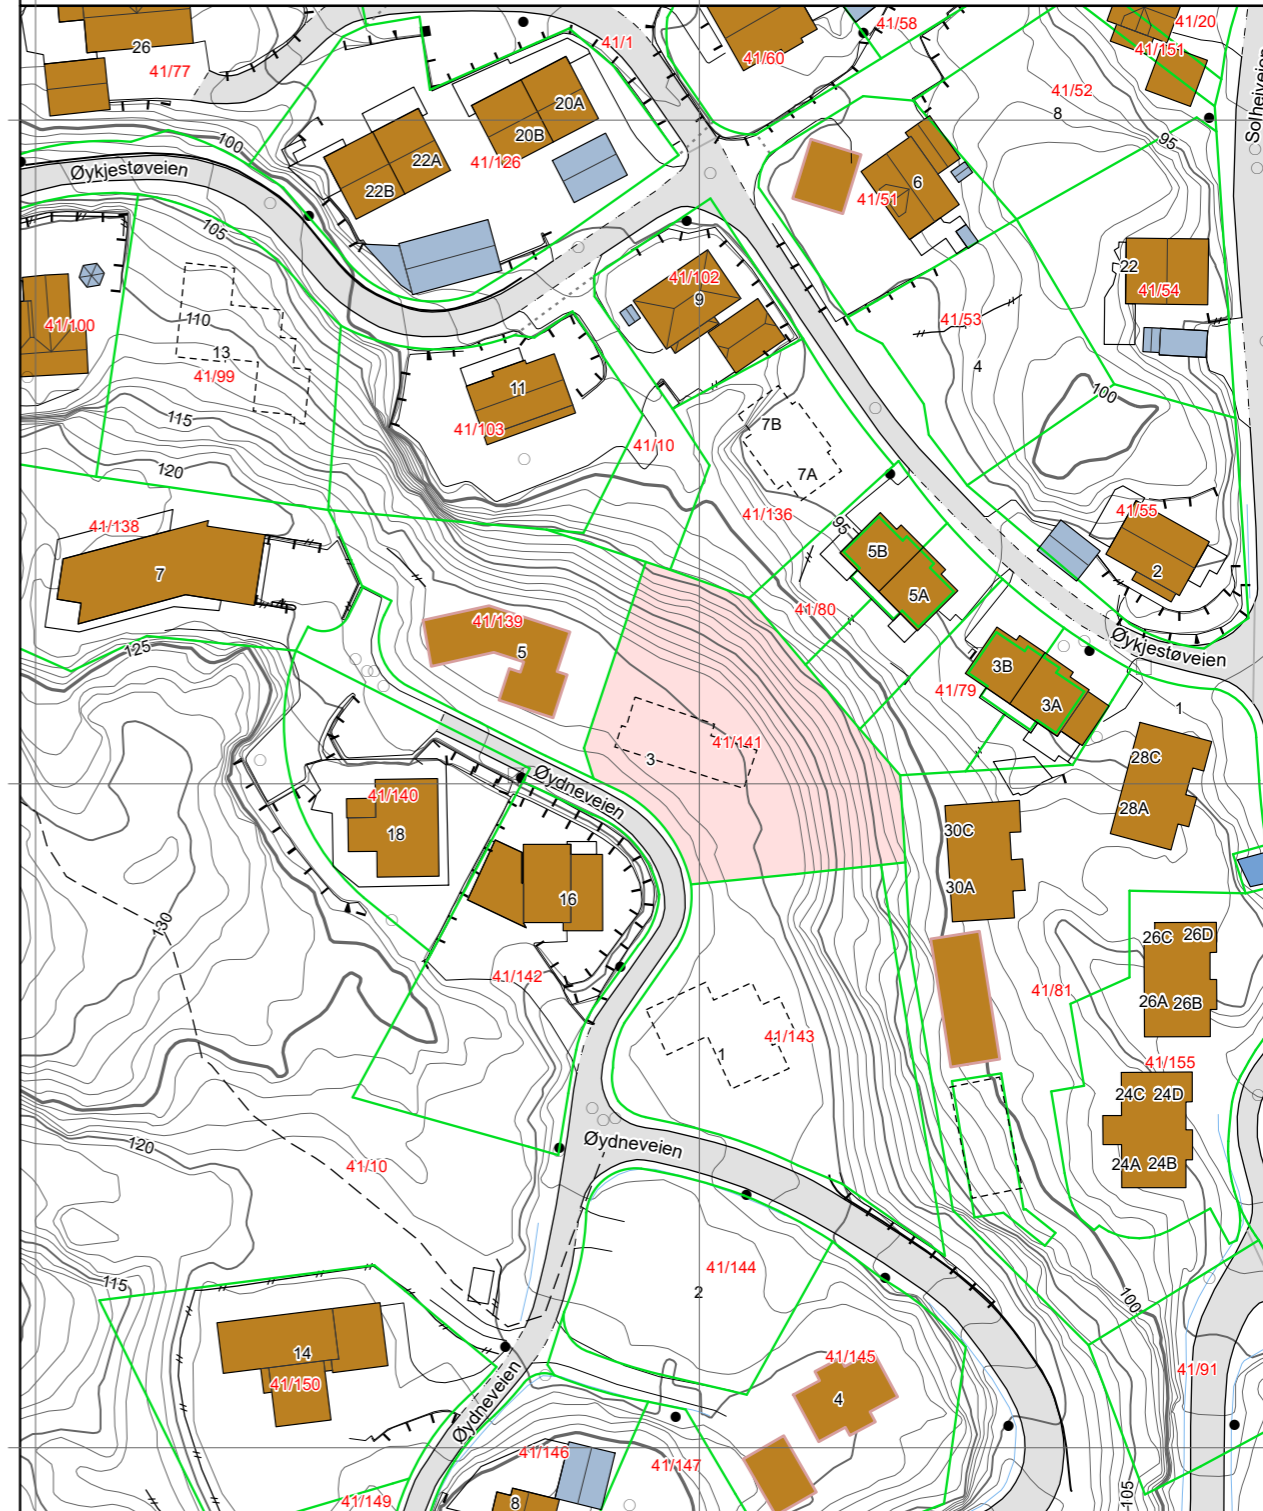 26
41/77
41/1
41/60
41/58
41/20
41/151
Solheiveien
41/52
8
20A
20B
41/126
22A
22B
100
95
Øykjestøveien
105
6
41/51
22
41/54
41/53
4
41/102
9
41/100
110
13
41/99
11
41/103
115
120
41/10
7B
7A
41/136
100
41/55
2
95
5B
5A
41/138
7
41/139
5
41/80
Øykjestøveien
3B
3A
41/79
1
125
41/141
3
28C
28A
Øydneveien
41/140
18
16
30C
30A
130
41/142
26C
26D
26A
26B
41/81
41/143
1
41/155
24C
24D
24A
24B
Øydneveien
120
41/10
41/144
2
115
100
14
41/150
41/145
4
41/91
Øydneveien
41/146
41/147
41/149
8
105